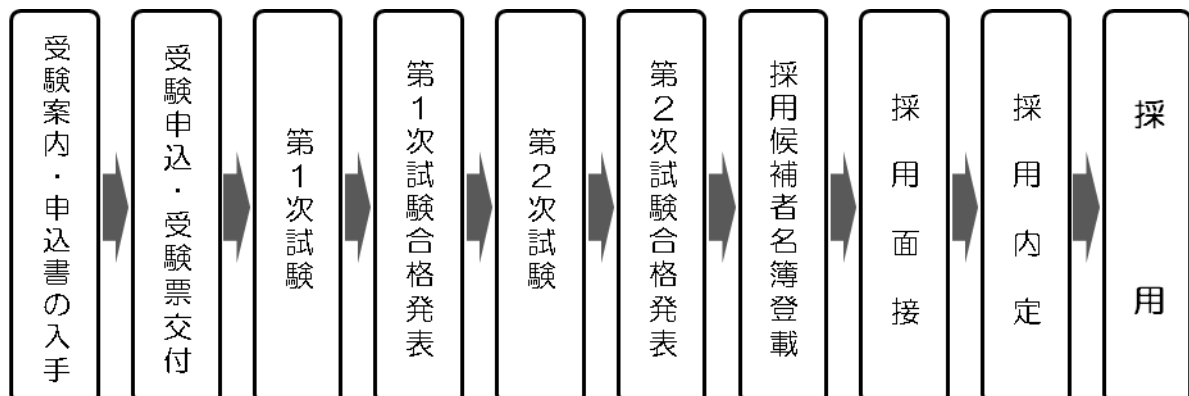 受験案内・申込書の入手
受験申込・受験票交付
第1次試験
第1次試験合格発表
第2次試験
第2次試験合格発表
採用候補者名簿登載
採用面接
採用内定
採用